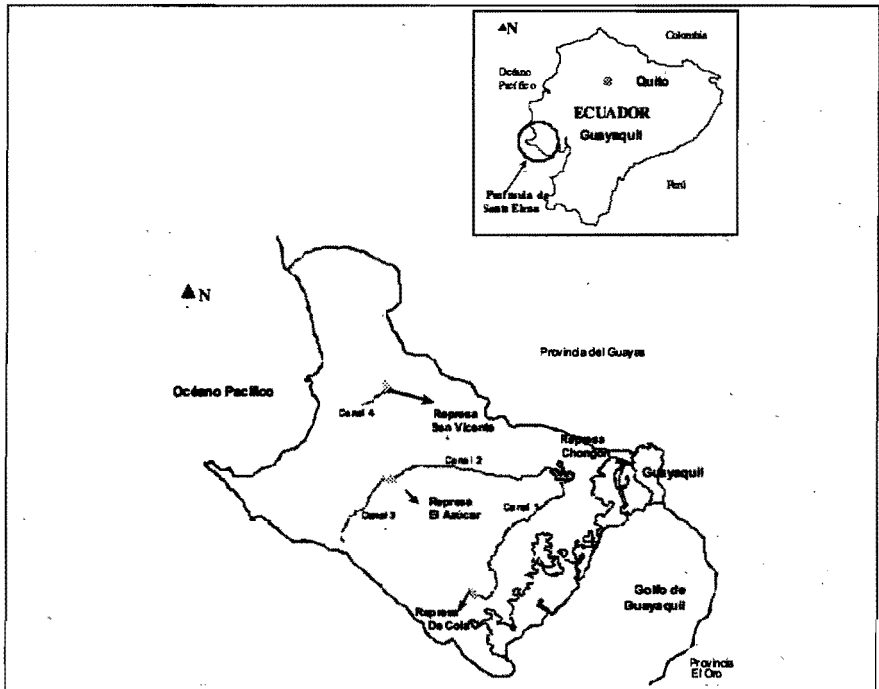 N
Colombia
Océano
Pacífico
Quito
ECUADOR
Guayaquil
Perú
Península de
Santa Elena
N
Provincia del Guayas
Océano Pacífico
Canal 4
Represa
San Vicente
Represa
Chongón
Guayaquil
Canal 2
Represa
El Azúcar
Canal 1
Canal 3
Golfo de
Guayaquil
Represa
De Cola
Provincia
El Oro